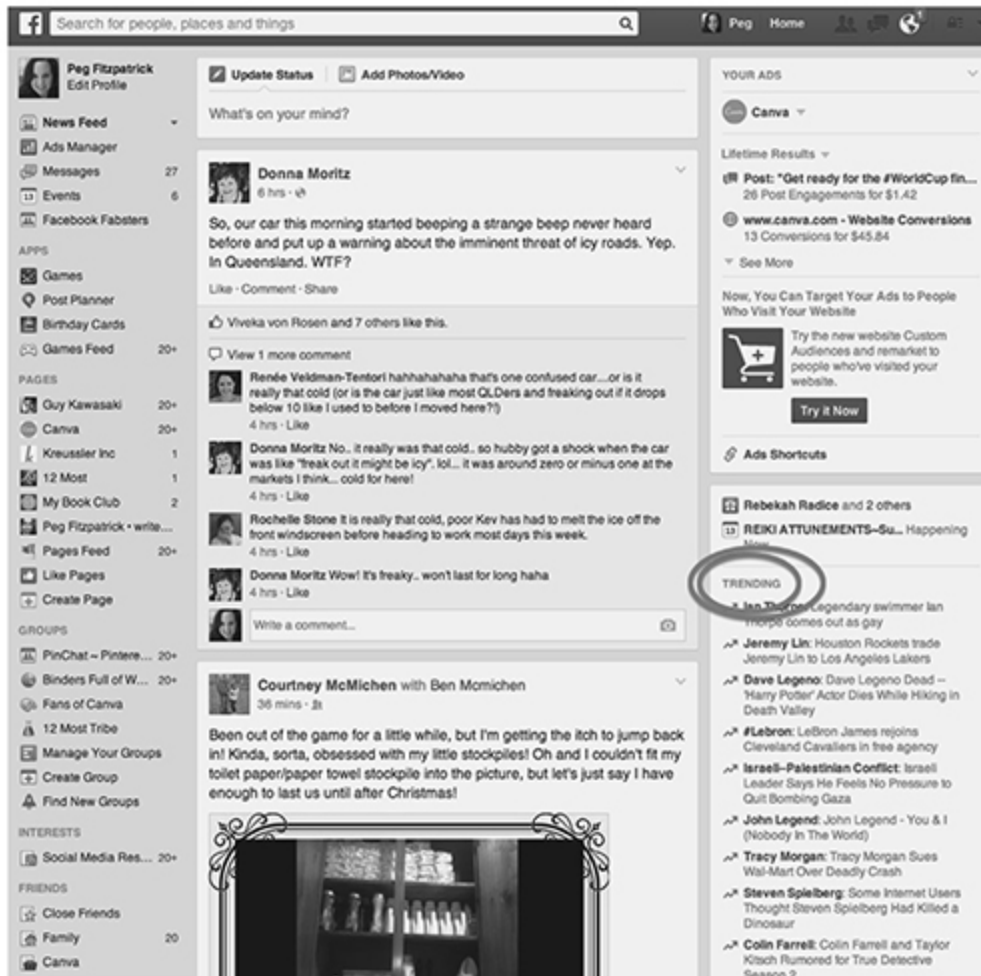 f
Search for people, places and things
Peg Home
1
Peg Fitzpatrick
Edit Profile
News Feed
Ads Manager
Messages 27
13 Events 6
Facebook Fabsters
APPS
Games
Post Planner
Birthday Cards
Games Feed 20+
PAGES
Guy Kawasaki 20+
Canva 20+
Kreussler Inc 1
12 Most 1
My Book Club 2
Peg Fitzpatrick • write...
Pages Feed 20+
Like Pages
Create Page
GROUPS
PinChat ~ Pintere... 20+
Binders Full of W... 20+
Fans of Canva
12 Most Tribe
Manage Your Groups
Create Group
Find New Groups
INTERESTS
Social Media Res... 20+
FRIENDS
Close Friends
Family 20
Canva
Update Status Add Photos/Video
What's on your mind?
Donna Moritz
6 hrs ·
So, our car this morning started beeping a strange beep never heard
before and put up a warning about the imminent threat of icy roads. Yep.
In Queensland. WTF?
Like · Comment · Share
Viveka von Rosen and 7 others like this.
View 1 more comment
Renée Veldman-Tentori hahhahahaha that's one confused car....or is it
really that cold (or is the car just like most QLDers and freaking out if it drops
below 10 like I used to before I moved here?!)
4 hrs · Like
Donna Moritz No.. it really was that cold.. so hubby got a shock when the car
was like "freak out it might be icy". lol... it was around zero or minus one at the
markets I think... cold for here!
4 hrs · Like
Rochelle Stone It is really that cold, poor Kev has had to melt the ice off the
front windscreen before heading to work most days this week.
4 hrs · Like
Donna Moritz Wow! It's freaky.. won't last for long haha
4 hrs · Like
Write a comment...
Courtney McMichen with Ben Mcmichen
36 mins ·
Been out of the game for a little while, but I'm getting the itch to jump back
in! Kinda, sorta, obsessed with my little stockpiles! Oh and I couldn't fit my
toilet paper/paper towel stockpile into the picture, but let's just say I have
enough to last us until after Christmas!
YOUR ADS
Canva
Lifetime Results
Post: "Get ready for the #WorldCup fin...
26 Post Engagements for $1.42
www.canva.com - Website Conversions
13 Conversions for $45.84
See More
Now, You Can Target Your Ads to People
Who Visit Your Website
Try the new website Custom
Audiences and remarket to
people who've visited your
website.
Try it Now
Ads Shortcuts
Rebekah Radice and 2 others
13 REIKI ATTUNEMENTS~Su... Happening
Now
TRENDING
Ian Thorpe: Legendary swimmer Ian
Thorpe comes out as gay
Jeremy Lin: Houston Rockets trade
Jeremy Lin to Los Angeles Lakers
Dave Legeno: Dave Legeno Dead --
'Harry Potter' Actor Dies While Hiking in
Death Valley
#Lebron: LeBron James rejoins
Cleveland Cavaliers in free agency
Israeli–Palestinian Conflict: Israeli
Leader Says He Feels No Pressure to
Quit Bombing Gaza
John Legend: John Legend - You & I
(Nobody In The World)
Tracy Morgan: Tracy Morgan Sues
Wal-Mart Over Deadly Crash
Steven Spielberg: Some Internet Users
Thought Steven Spielberg Had Killed a
Dinosaur
Colin Farrell: Colin Farrell and Taylor
Kitsch Rumored for True Detective
Season 2